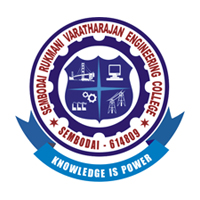 SEMBODAI RUKMANI VARATHARAJAN ENGINEERING COLLEGE
SEMBODAI - 614809
KNOWLEDGE IS POWER